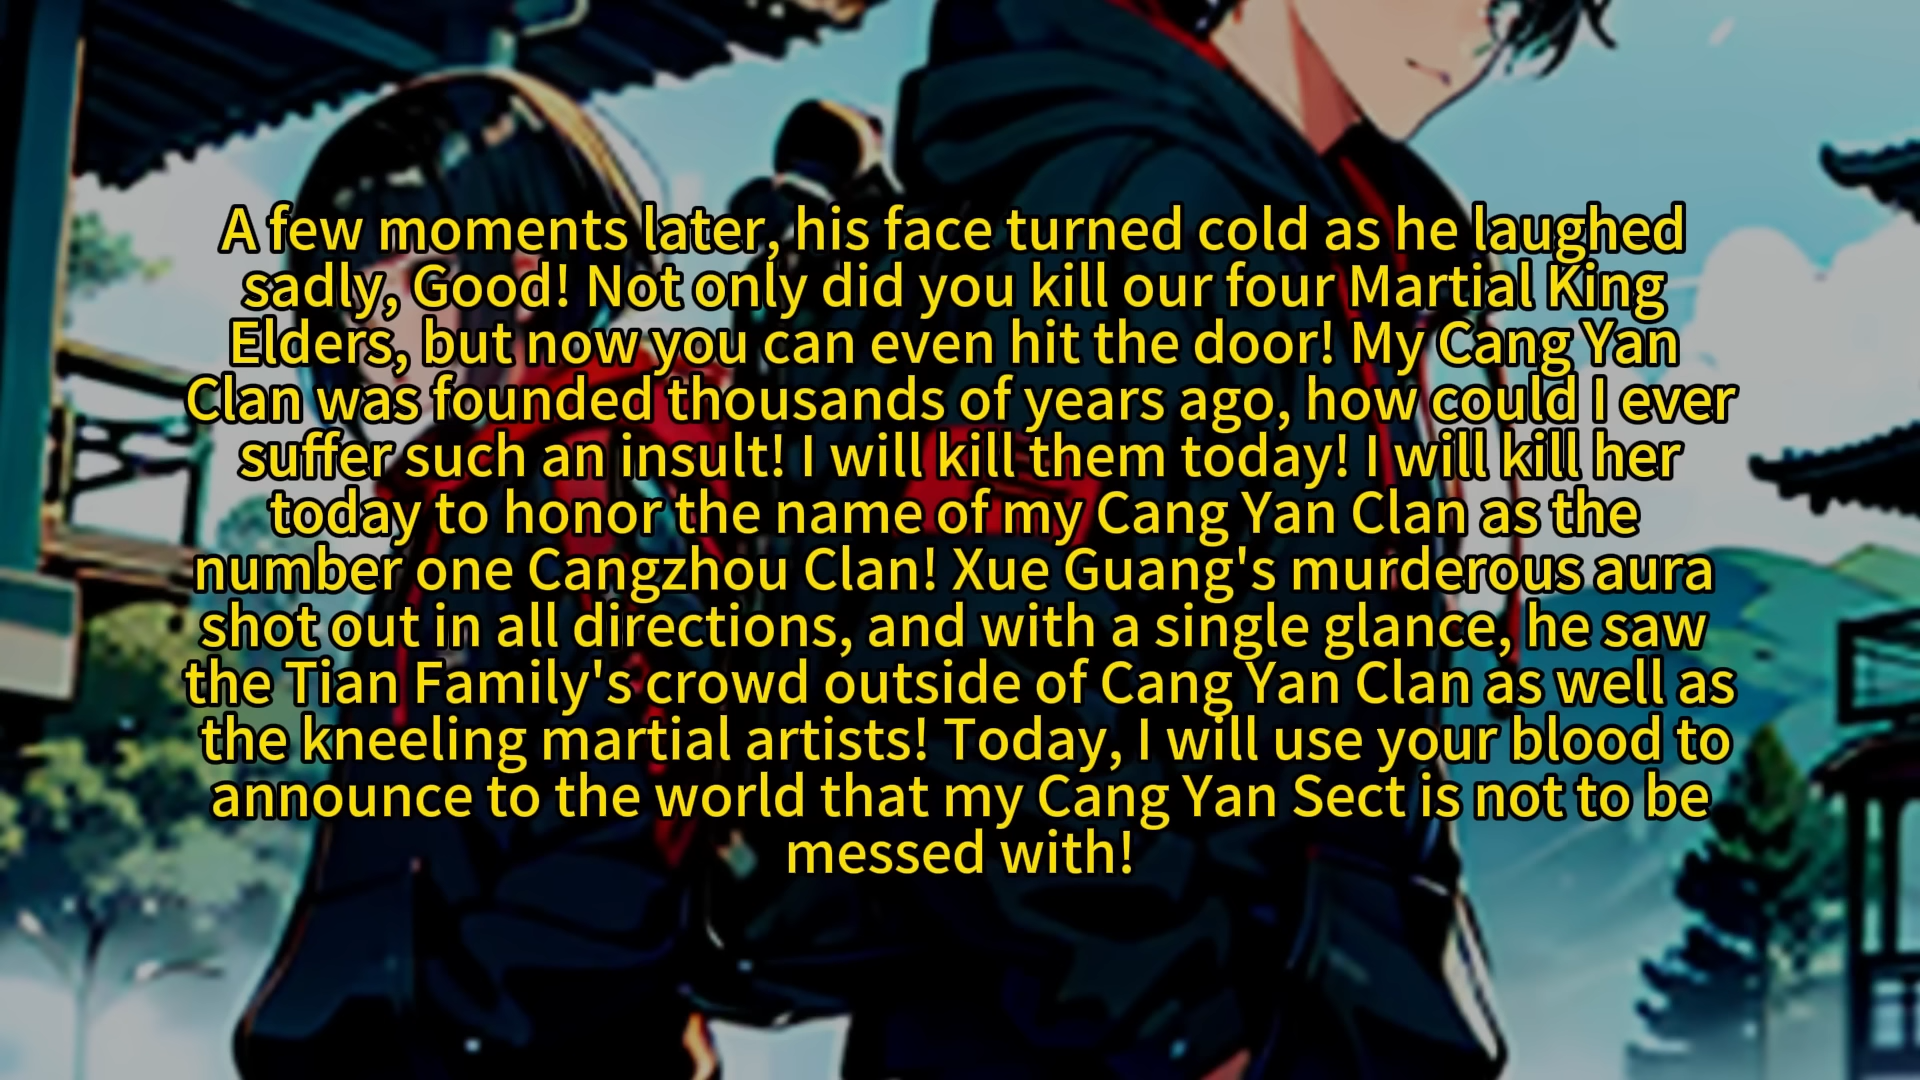 A few moments later, his face turned cold as he laughed
sadly, Good! Not only did you kill our four Martial King
Elders, but now you can even hit the door! My Cang Yan
Clan was founded thousands of years ago, how could I ever
suffer such an insult! I will kill them today! I will kill her
today to honor the name of my Cang Yan Clan as the
number one Cangzhou Clan! Xue Guang's murderous aura
shot out in all directions, and with a single glance, he saw
the Tian Family's crowd outside of Cang Yan Clan as well as
the kneeling martial artists! Today, I will use your blood to
announce to the world that my Cang Yan Sect is not to be
messed with!